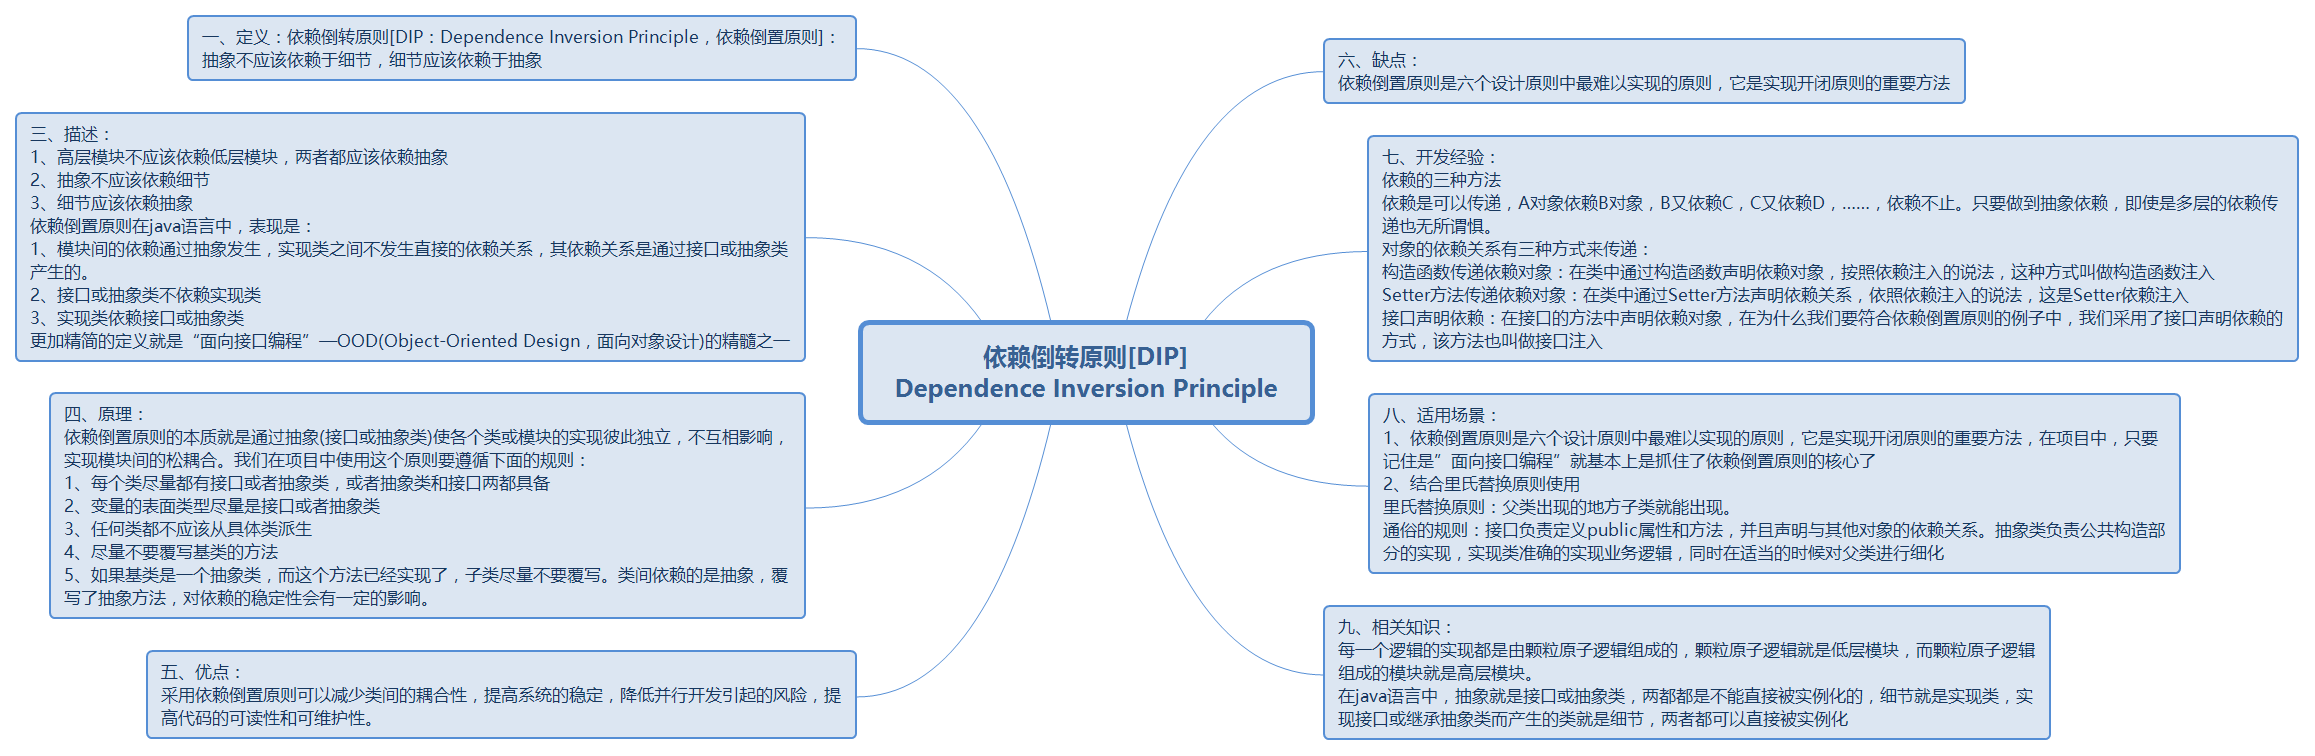 一、定义：依赖倒转原则[DIP：Dependence Inversion Principle，依赖倒置原则]：
抽象不应该依赖于细节，细节应该依赖于抽象
三、描述：
1、高层模块不应该依赖低层模块，两者都应该依赖抽象
2、抽象不应该依赖细节
3、细节应该依赖抽象
依赖倒置原则在java语言中，表现是：
1、模块间的依赖通过抽象发生，实现类之间不发生直接的依赖关系，其依赖关系是通过接口或抽象类
产生的。
2、接口或抽象类不依赖实现类
3、实现类依赖接口或抽象类
更加精简的定义就是“面向接口编程”—OOD(Object-Oriented Design，面向对象设计)的精髓之一
四、原理：
依赖倒置原则的本质就是通过抽象(接口或抽象类)使各个类或模块的实现彼此独立，不互相影响，
实现模块间的松耦合。我们在项目中使用这个原则要遵循下面的规则：
1、每个类尽量都有接口或者抽象类，或者抽象类和接口两都具备
2、变量的表面类型尽量是接口或者抽象类
3、任何类都不应该从具体类派生
4、尽量不要覆写基类的方法
5、如果基类是一个抽象类，而这个方法已经实现了，子类尽量不要覆写。类间依赖的是抽象，覆
写了抽象方法，对依赖的稳定性会有一定的影响。
五、优点：
采用依赖倒置原则可以减少类间的耦合性，提高系统的稳定，降低并行开发引起的风险，提
高代码的可读性和可维护性。
依赖倒转原则[DIP]
Dependence Inversion Principle
六、缺点：
依赖倒置原则是六个设计原则中最难以实现的原则，它是实现开闭原则的重要方法
七、开发经验：
依赖的三种方法
依赖是可以传递，A对象依赖B对象，B又依赖C，C又依赖D，……，依赖不止。只要做到抽象依赖，即使是多层的依赖传
递也无所谓惧。
对象的依赖关系有三种方式来传递：
构造函数传递依赖对象：在类中通过构造函数声明依赖对象，按照依赖注入的说法，这种方式叫做构造函数注入
Setter方法传递依赖对象：在类中通过Setter方法声明依赖关系，依照依赖注入的说法，这是Setter依赖注入
接口声明依赖：在接口的方法中声明依赖对象，在为什么我们要符合依赖倒置原则的例子中，我们采用了接口声明依赖的
方式，该方法也叫做接口注入
八、适用场景：
1、依赖倒置原则是六个设计原则中最难以实现的原则，它是实现开闭原则的重要方法，在项目中，只要
记住是”面向接口编程”就基本上是抓住了依赖倒置原则的核心了
2、结合里氏替换原则使用
里氏替换原则：父类出现的地方子类就能出现。
通俗的规则：接口负责定义public属性和方法，并且声明与其他对象的依赖关系。抽象类负责公共构造部
分的实现，实现类准确的实现业务逻辑，同时在适当的时候对父类进行细化
九、相关知识：
每一个逻辑的实现都是由颗粒原子逻辑组成的，颗粒原子逻辑就是低层模块，而颗粒原子逻辑
组成的模块就是高层模块。
在java语言中，抽象就是接口或抽象类，两都都是不能直接被实例化的，细节就是实现类，实
现接口或继承抽象类而产生的类就是细节，两者都可以直接被实例化